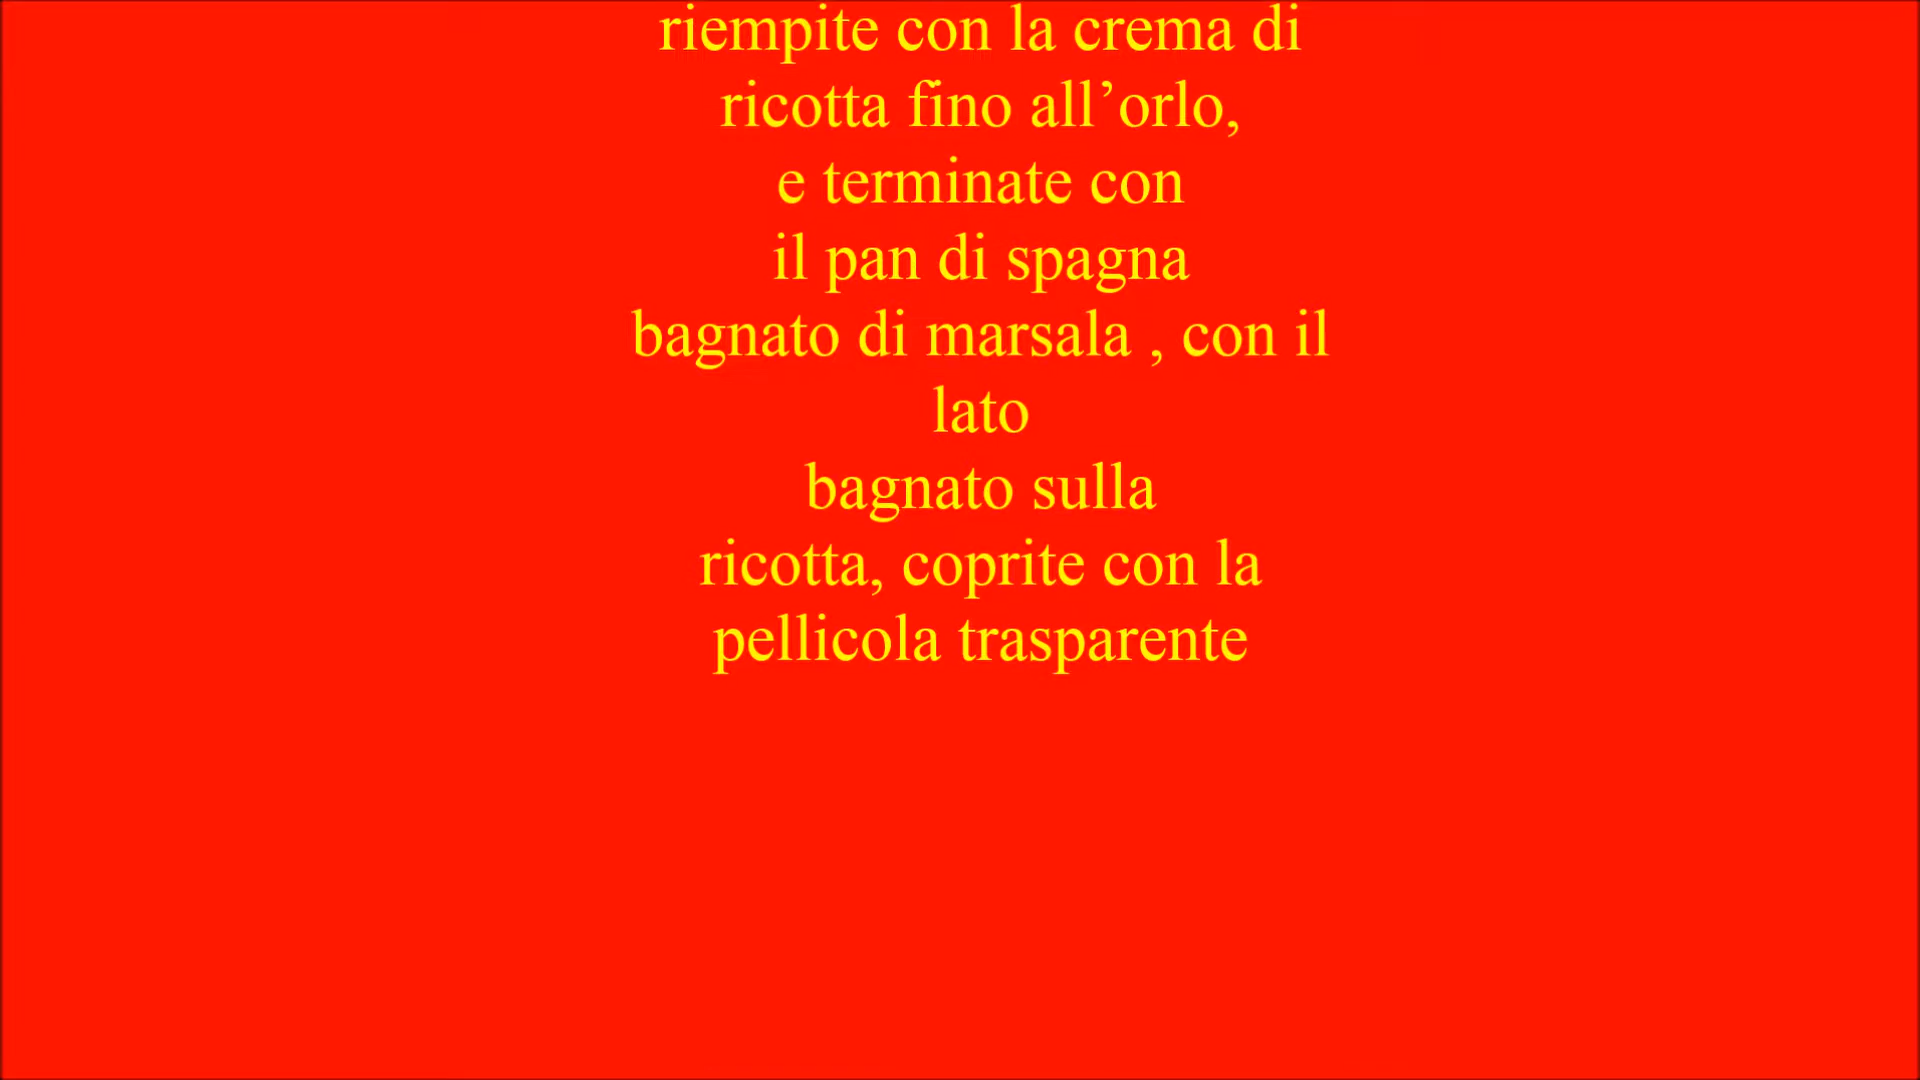 riempite con la crema di
ricotta fino all’orlo,
e terminate con
il pan di spagna
bagnato di marsala , con il
lato
bagnato sulla
ricotta, coprite con la
pellicola trasparente